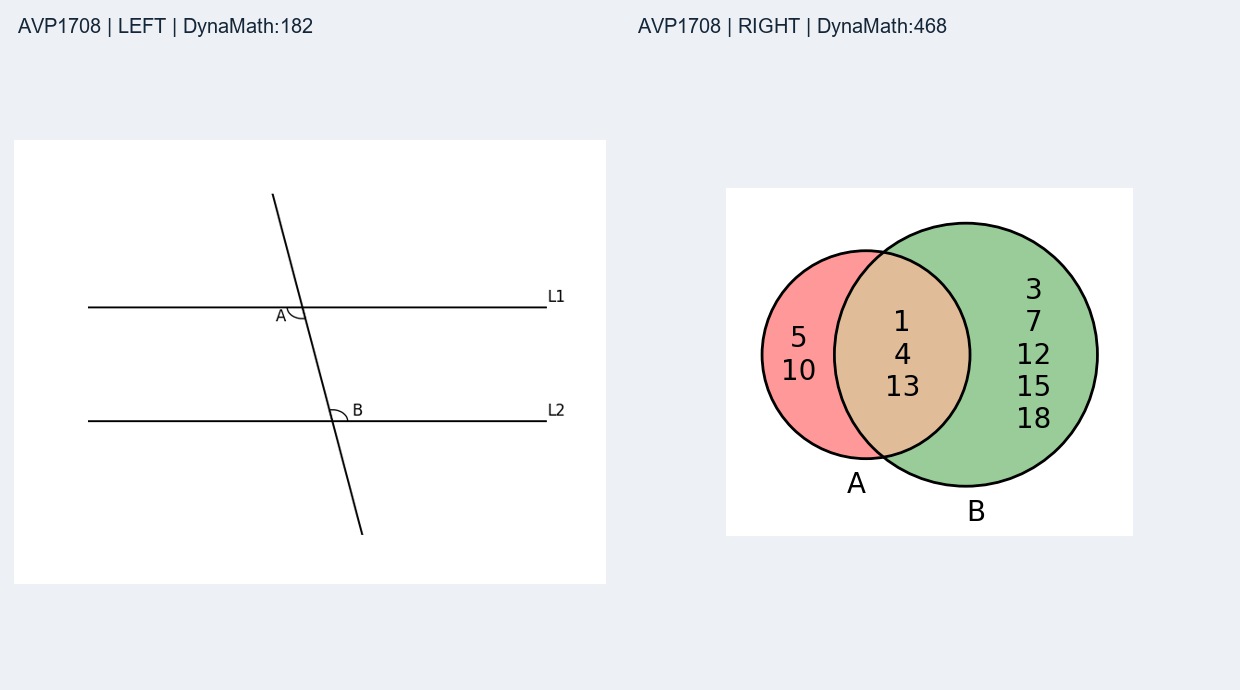 AVP1708 | LEFT | DynaMath:182
L1
A
B
L2
AVP1708 | RIGHT | DynaMath:468
5
10
1
4
13
3
7
12
15
18
A
B